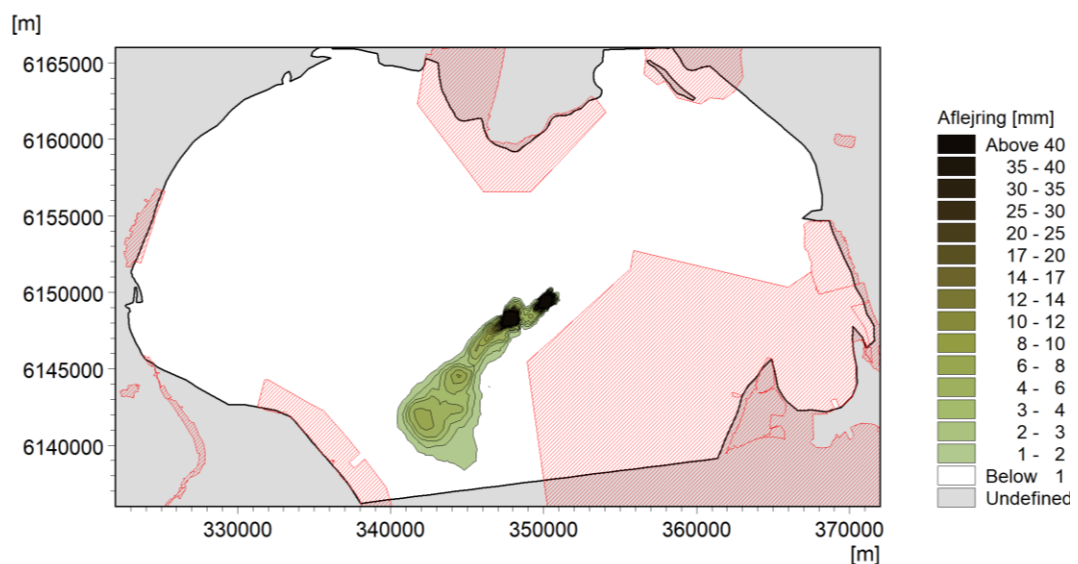 [m]
6165000
6160000
6155000
6150000
6145000
6140000
330000 340000 350000 360000 370000
[m]
Aflejring [mm]
Above 40
35 - 40
30 - 35
25 - 30
20 - 25
17 - 20
14 - 17
12 - 14
10 - 12
8 - 10
6 - 8
4 - 6
3 - 4
2 - 3
1 - 2
Below 1
Undefined